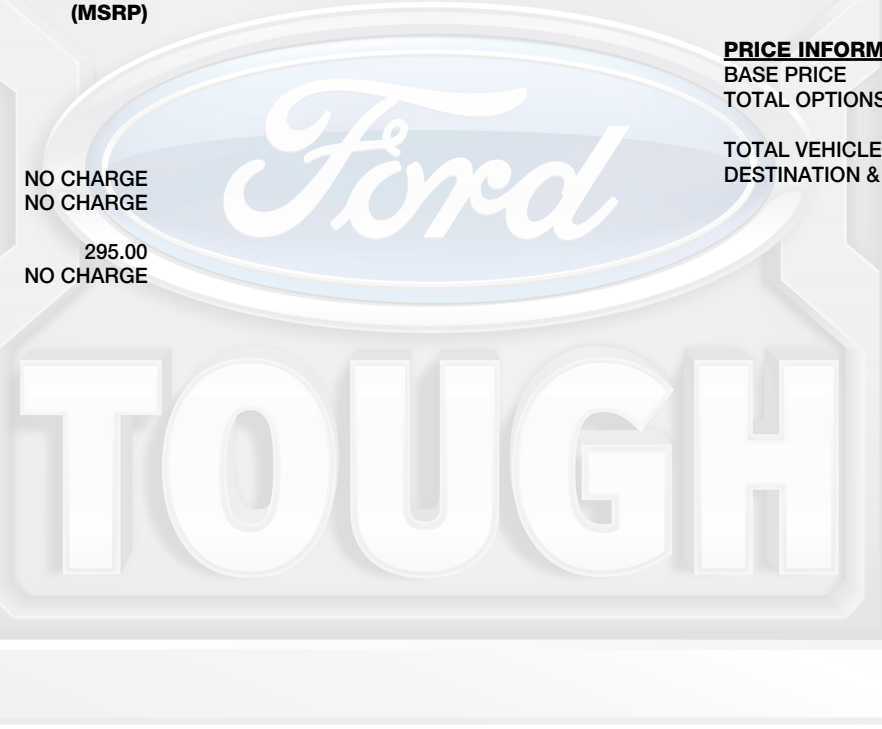 (MSRP)
NO CHARGE
NO CHARGE
295.00
NO CHARGE
PRICE INFORM
BASE PRICE
TOTAL OPTIONS
TOTAL VEHICLE
DESTINATION &
Ford
TOUGH